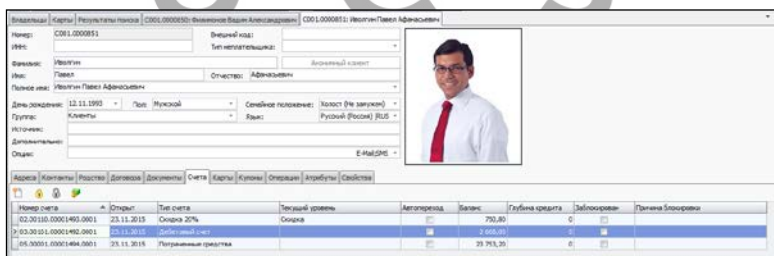 Владельцы Карты Результаты поиска C001.0000850: Филимонов Вадим Александрович C001.0000851: Иволгин Павел Афанасьевич
Номер: C001.0000851 Внешний код:
ИНН: Тип неплательщика:
Фамилия: Иволгин Анонимный клиент
Имя: Павел Отчество: Афанасьевич
Полное имя: Иволгин Павел Афанасьевич
День рождения: 12.11.1993 Пол: Мужской Семейное положение: Холост (Не замужем)
Группа: Клиенты Язык: Русский (Россия) |RUS
Источник:
Дополнительно:
Опции: E-Mail;SMS
Адреса Контакты Родство Договора Документы Счета Карты Купоны Операции Атрибуты Свойства
Номер счета Открыт Тип счета Текущий уровень Автопереход Баланс Глубина кредита Заблокирован Причина блокировки
02.00110.00001493.0001 23.11.2015 Скидка 20% Скидка 750,80 0
03.00101.00001492.0001 23.11.2015 Дебетовый счет 0
05.00001.00001494.0001 23.11.2015 Потраченные средства 23 753,20 0